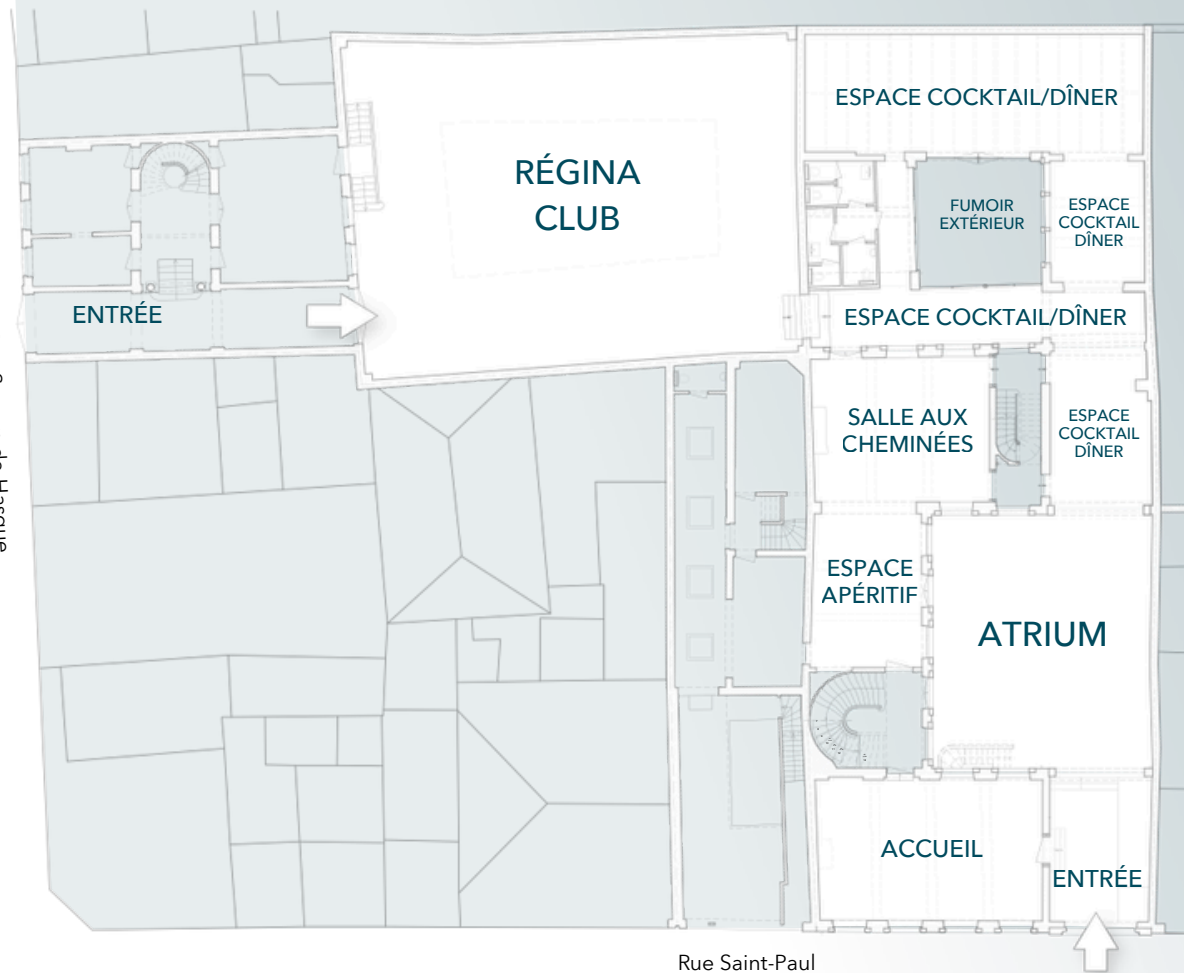 ESPACE COCKTAIL/DÎNER
RÉGINA
CLUB
FUMOIR
EXTÉRIEUR
ESPACE
COCKTAIL
DÎNER
ENTRÉE
ESPACE COCKTAIL/DÎNER
SALLE AUX
CHEMINÉES
ESPACE
COCKTAIL
DÎNER
ESPACE
APÉRITIF
ATRIUM
ACCUEIL
ENTRÉE
Rue Saint-Paul